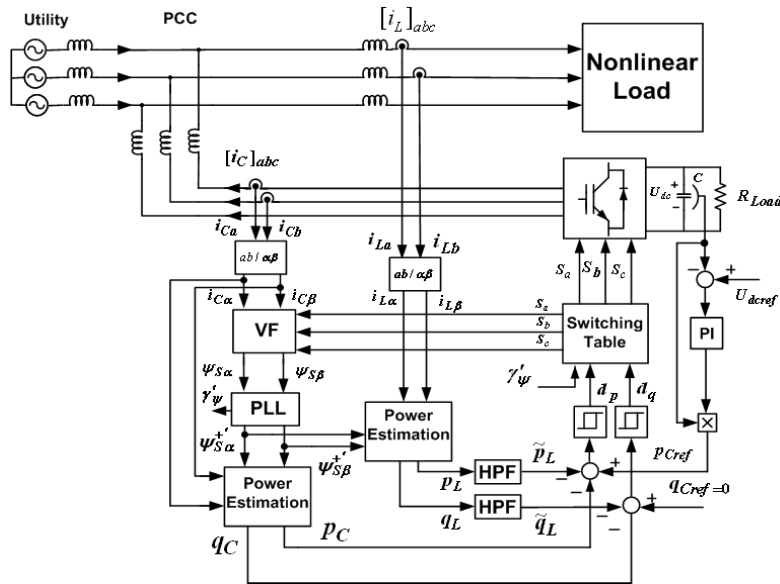 Utility
PCC
[i_L]_abc
Nonlinear
Load
[i_C]_abc
i_Ca
i_Cb
i_La
i_Lb
ab/αβ
ab/αβ
U_dc
+
−
C
R_Load
s_a
s_b
s_c
−
+
U_dcref
i_Cα
i_Cβ
i_Lα
i_Lβ
VF
s_a
s_b
s_c
Switching
Table
PI
ψ_Sα
ψ_Sβ
γ'_ψ
γ'_ψ
d_p
d_q
PLL
Power
Estimation
×
ψ_Sα^+'
ψ_Sβ^+'
p_L
HPF
p̃_L
−
−
+
p_Cref
Power
Estimation
q_L
HPF
q̃_L
−
−
+
q_Cref=0
q_C
p_C